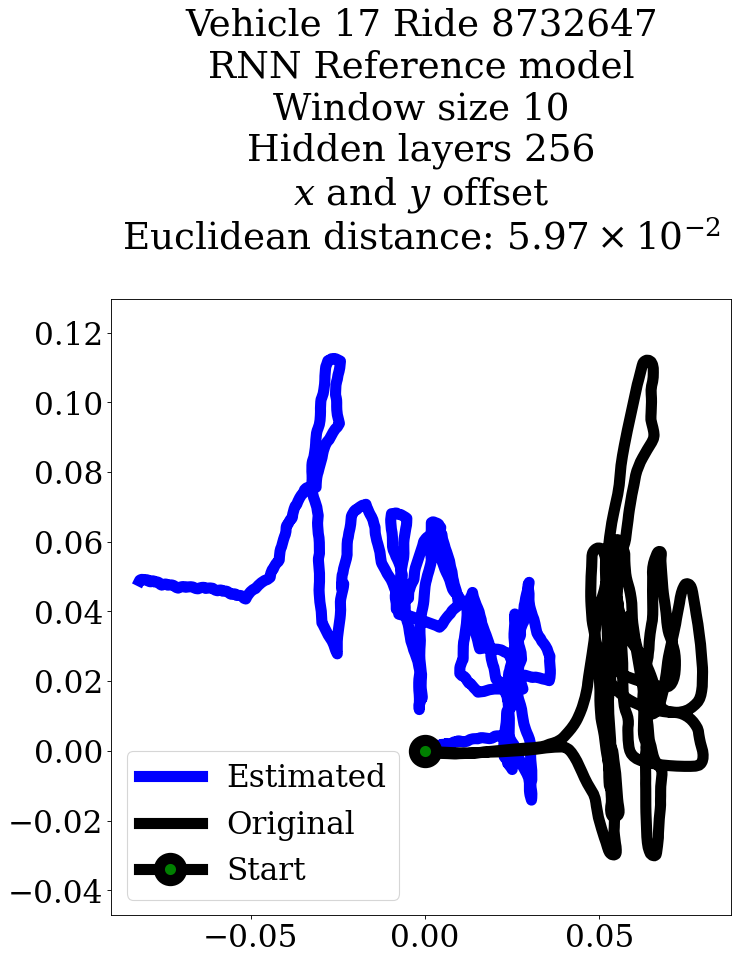 Vehicle 17 Ride 8732647
RNN Reference model
Window size 10
Hidden layers 256
x and y offset
Euclidean distance: 5.97 × 10⁻²
0.12
0.10
0.08
0.06
0.04
0.02
0.00
−0.02
−0.04
Estimated
Original
Start
−0.05 0.00 0.05